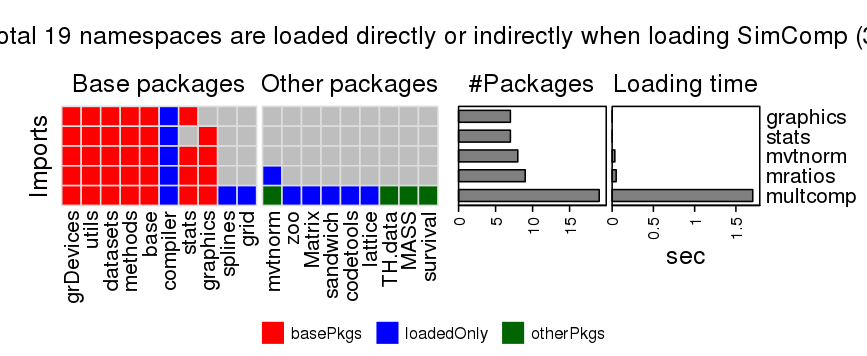 otal 19 namespaces are loaded directly or indirectly when loading SimComp (3
Base packages Other packages #Packages Loading time
Imports
graphics
stats
mvtnorm
mratios
multcomp
0 5 10 15 0 0.5 1 1.5
sec
grDevices utils datasets methods base compiler stats graphics splines grid mvtnorm zoo Matrix sandwich codetools lattice TH.data MASS survival
basePkgs loadedOnly otherPkgs